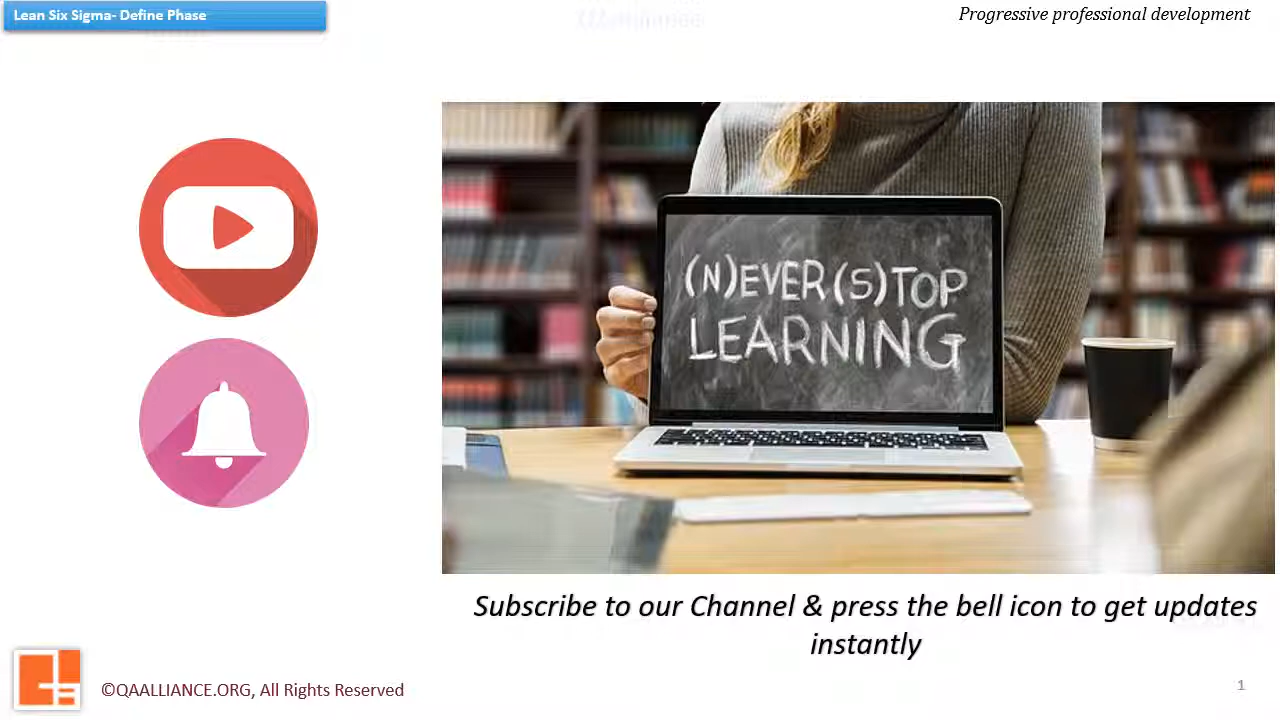 Lean Six Sigma- Define Phase
Progressive professional development
(N)EVER (S)TOP
LEARNING
Subscribe to our Channel & press the bell icon to get updates
instantly
©QAALLIANCE.ORG, All Rights Reserved
1